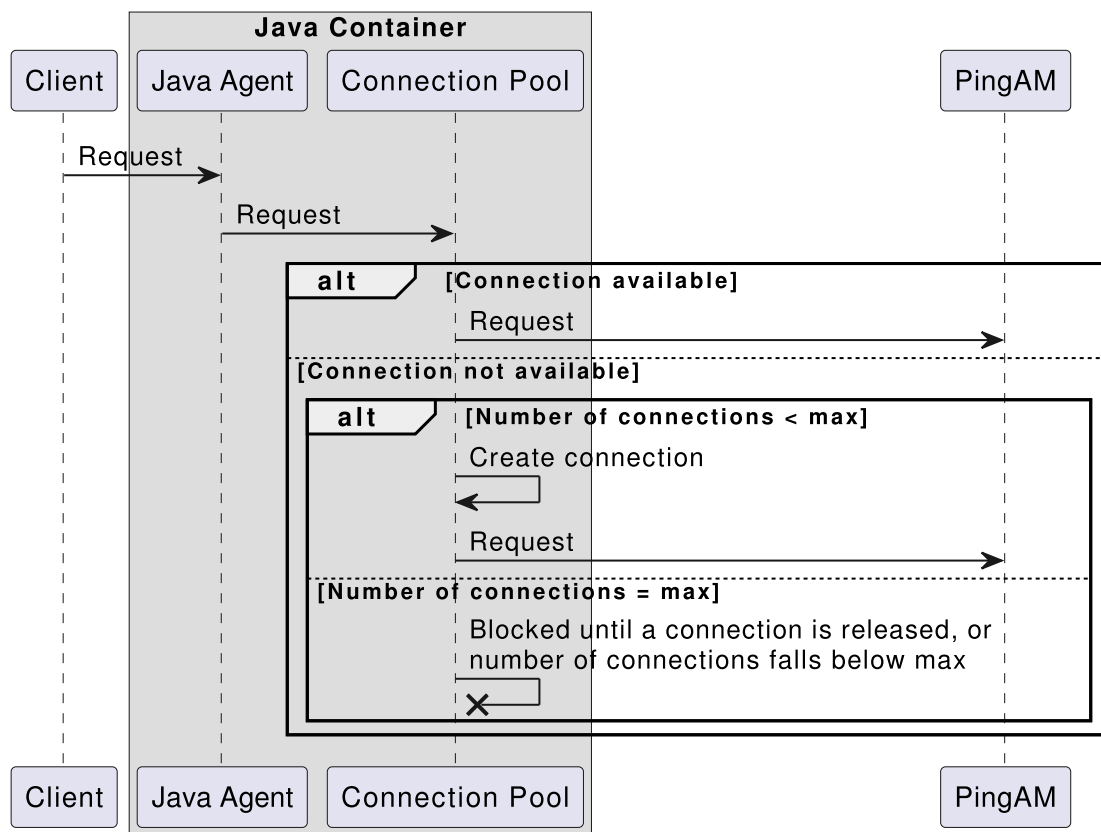 Java Container
Client
Java Agent
Connection Pool
PingAM
Request
Request
alt
[Connection available]
Request
[Connection not available]
alt
[Number of connections < max]
Create connection
Request
[Number of connections = max]
Blocked until a connection is released, or
number of connections falls below max
Client
Java Agent
Connection Pool
PingAM